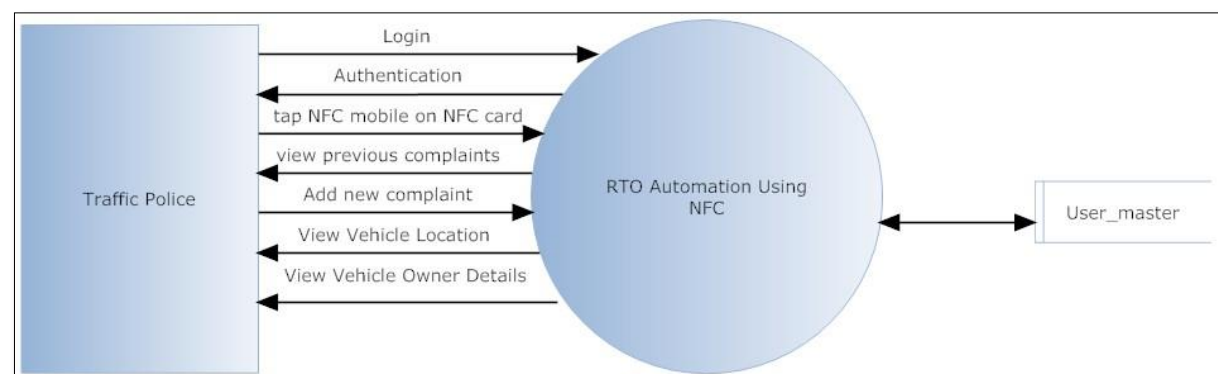 Login
Authentication
tap NFC mobile on NFC card
view previous complaints
Add new complaint
View Vehicle Location
View Vehicle Owner Details
Traffic Police
RTO Automation Using
NFC
User_master